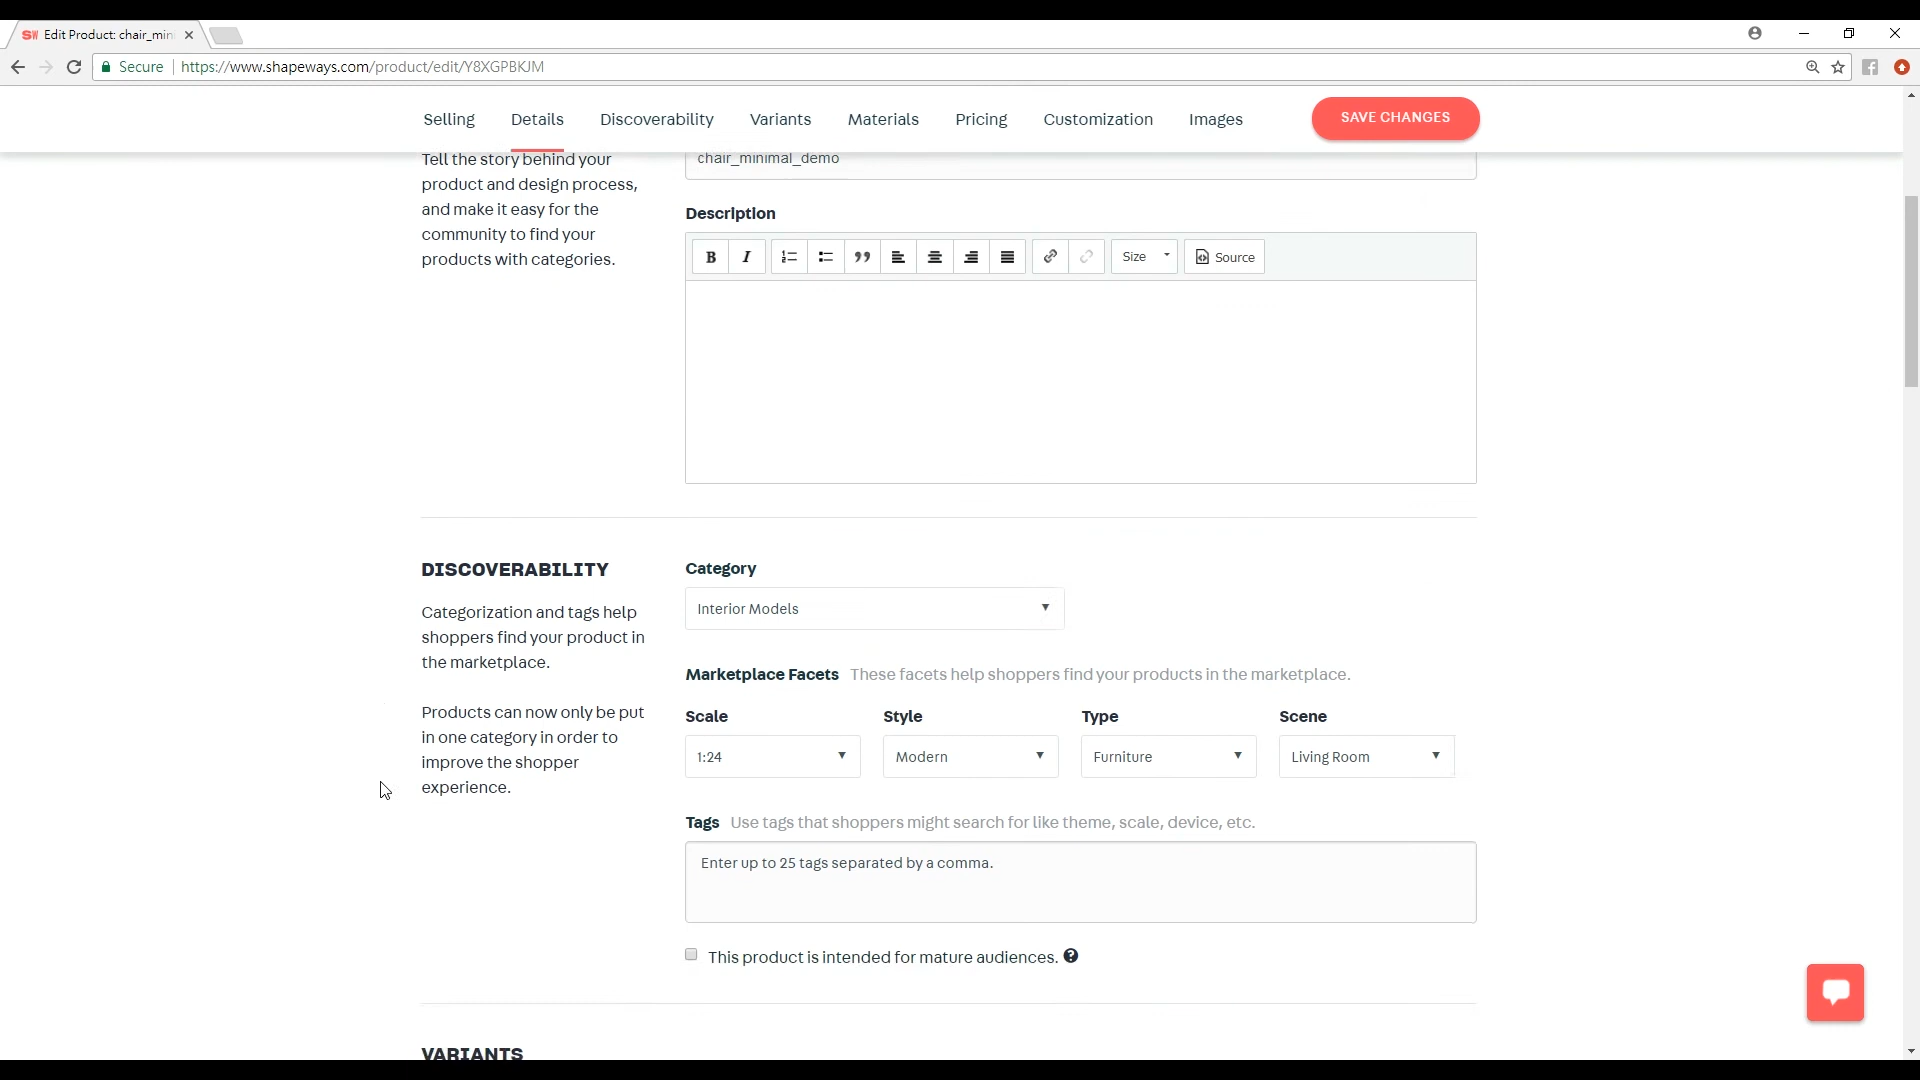 SW Edit Product: chair_min
Secure https://www.shapeways.com/product/edit/Y8XGPBKJM
Selling Details Discoverability Variants Materials Pricing Customization Images SAVE CHANGES
Tell the story behind your
product and design process,
and make it easy for the
community to find your
products with categories.
chair_minimal_demo
Description
B I Size Source
DISCOVERABILITY
Categorization and tags help
shoppers find your product in
the marketplace.
Products can now only be put
in one category in order to
improve the shopper
experience.
Category
Interior Models
Marketplace Facets These facets help shoppers find your products in the marketplace.
Scale Style Type Scene
1:24 Modern Furniture Living Room
Tags Use tags that shoppers might search for like theme, scale, device, etc.
Enter up to 25 tags separated by a comma.
This product is intended for mature audiences. ?
VARIANTS